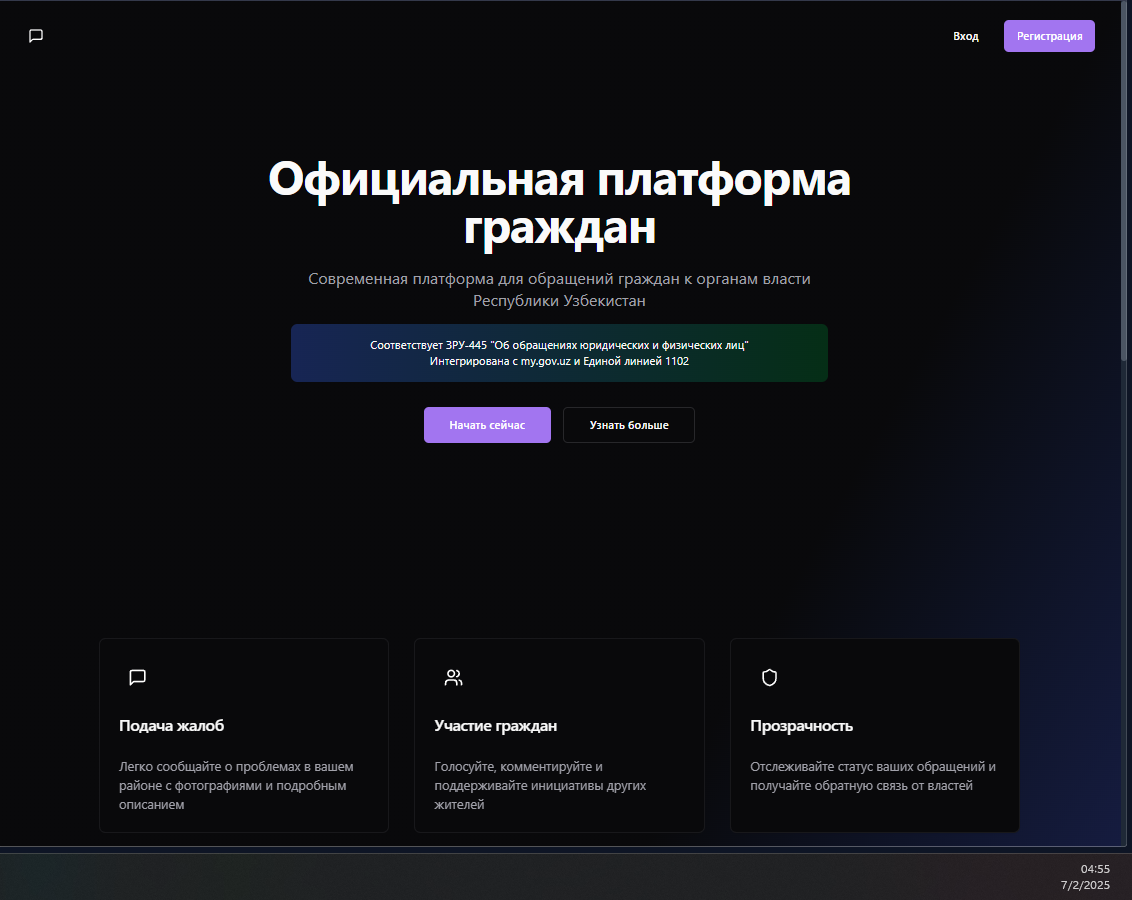 Вход
Регистрация
Официальная платформа
граждан
Современная платформа для обращений граждан к органам власти
Республики Узбекистан
Соответствует ЗРУ-445 "Об обращениях юридических и физических лиц"
Интегрирована с my.gov.uz и Единой линией 1102
Начать сейчас
Узнать больше
Подача жалоб
Легко сообщайте о проблемах в вашем
районе с фотографиями и подробным
описанием
Участие граждан
Голосуйте, комментируйте и
поддерживайте инициативы других
жителей
Прозрачность
Отслеживайте статус ваших обращений и
получайте обратную связь от властей
04:55
7/2/2025